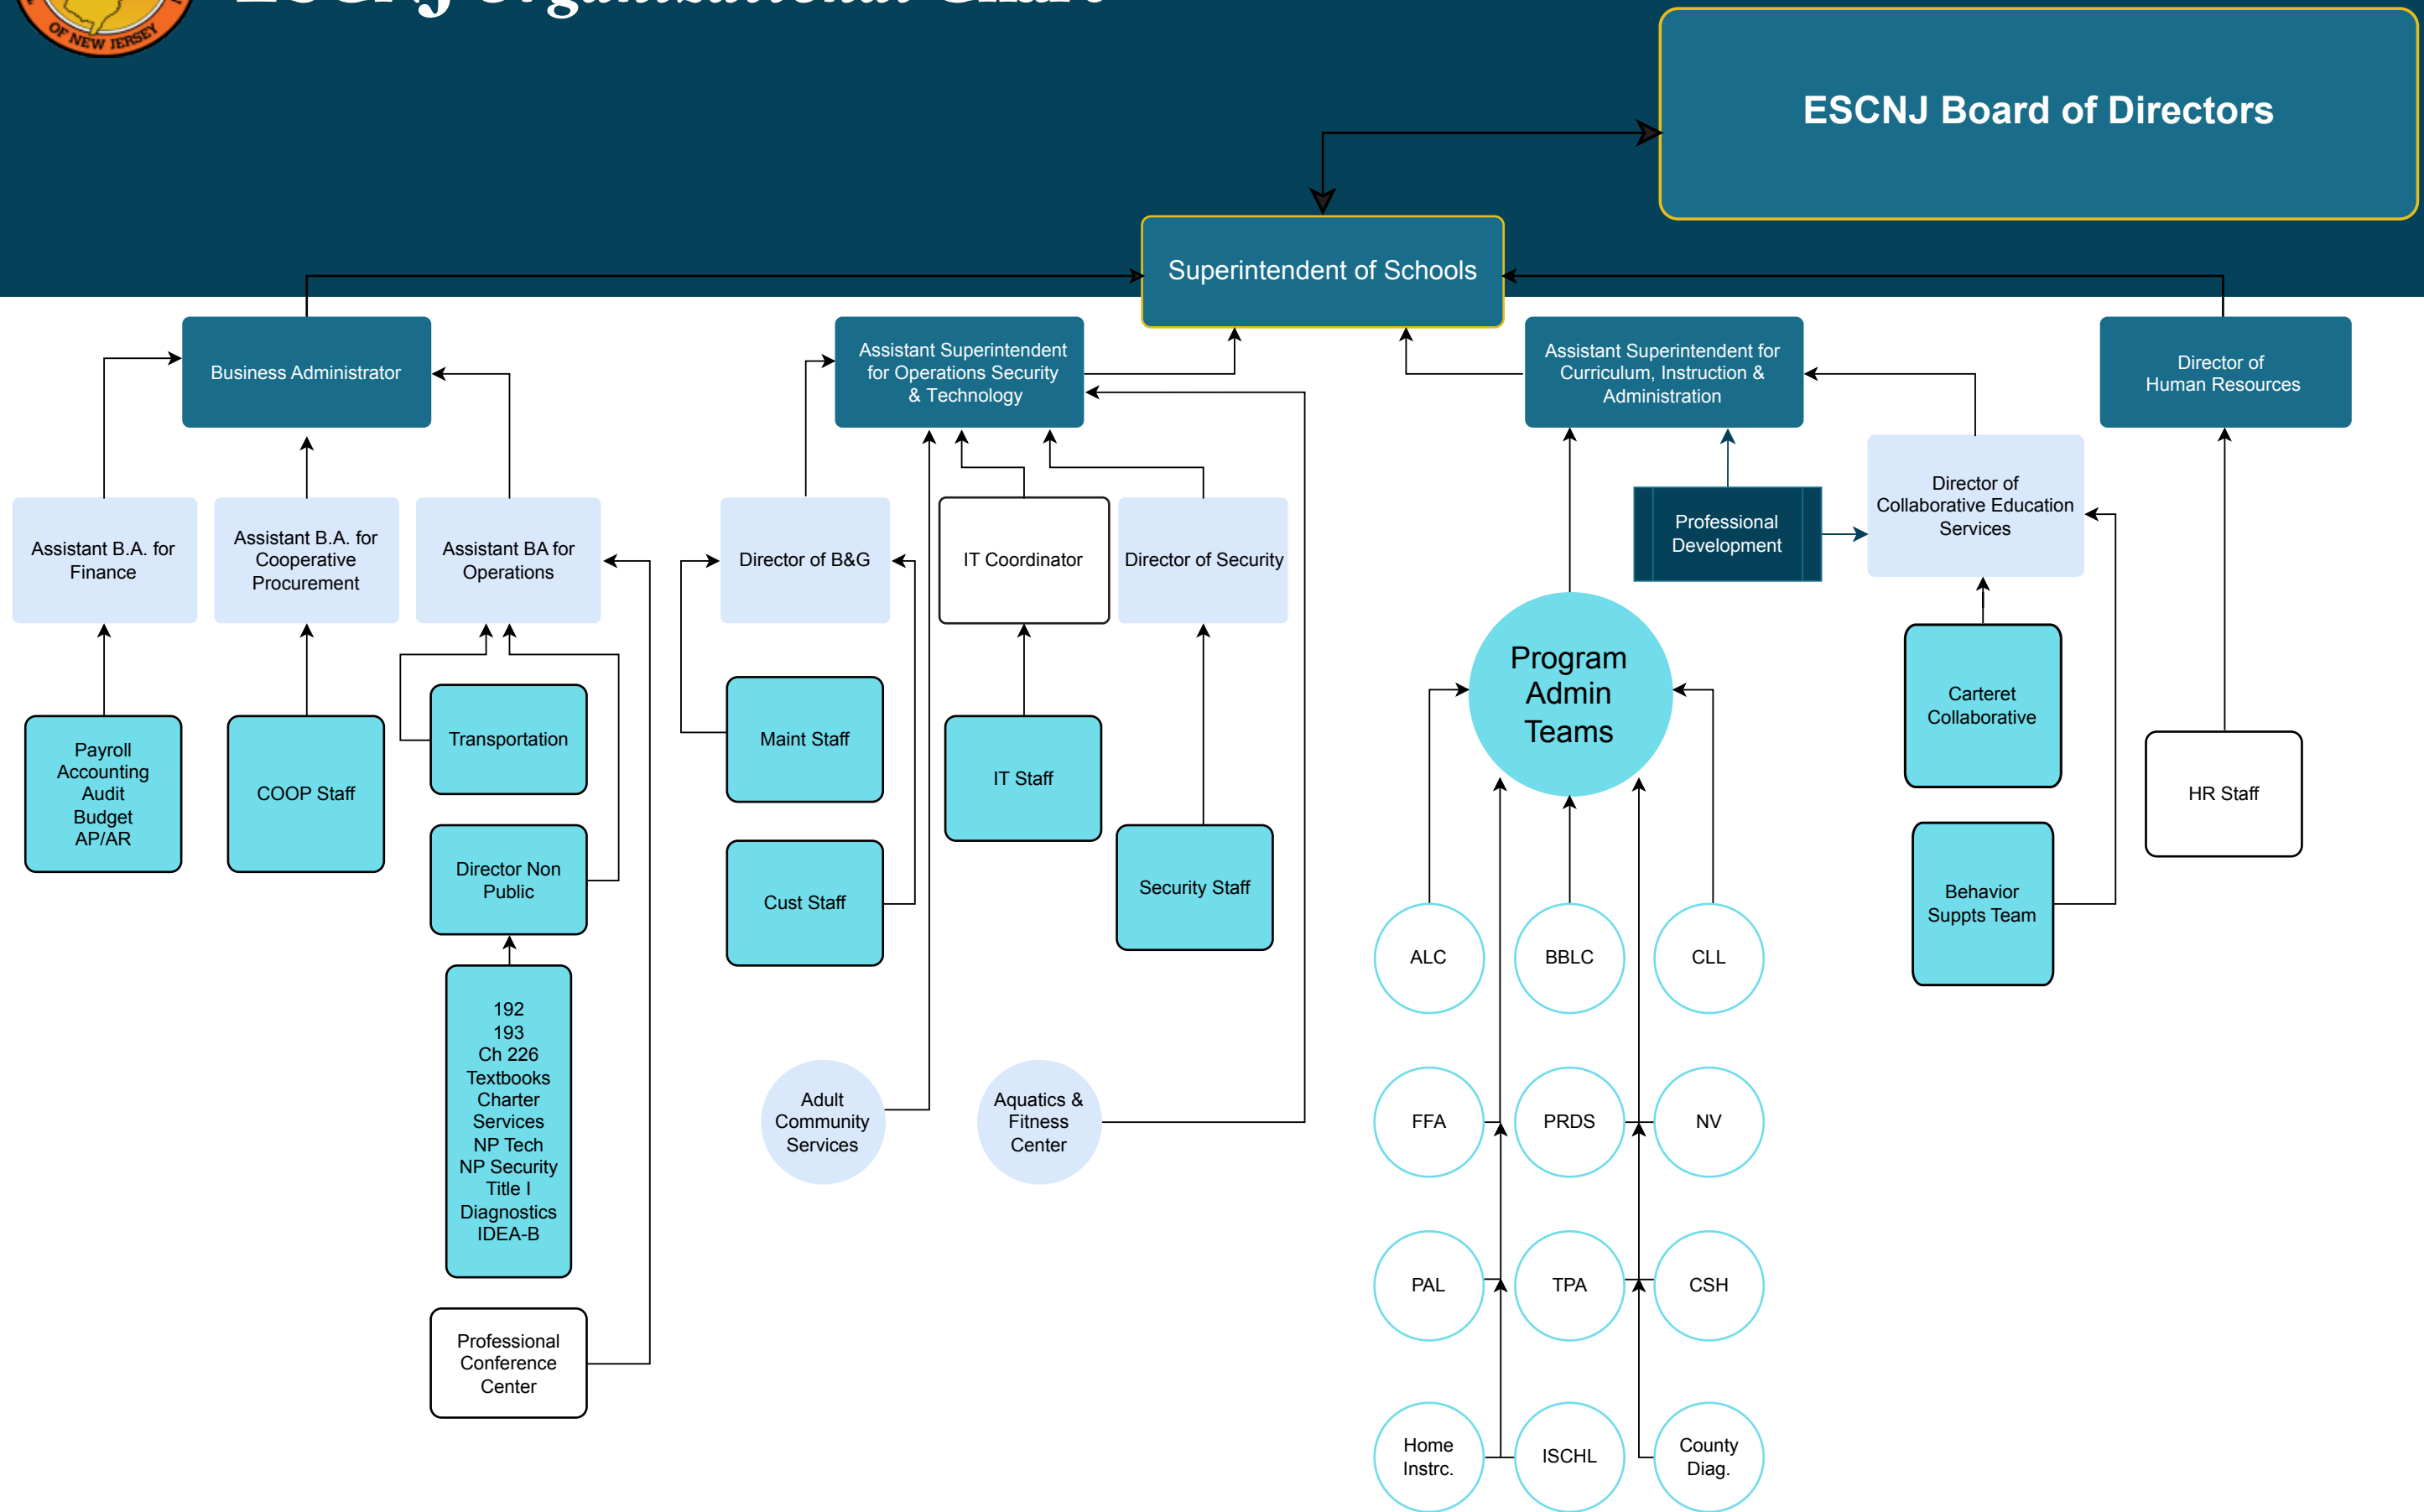 OF NEW JERSEY
ESCNJ Organizational Chart
ESCNJ Board of Directors
Superintendent of Schools
Business Administrator
Assistant Superintendent
for Operations Security
& Technology
Assistant Superintendent for
Curriculum, Instruction &
Administration
Director of
Human Resources
Assistant B.A. for
Finance
Assistant B.A. for
Cooperative
Procurement
Assistant BA for
Operations
Director of B&G
IT Coordinator
Director of Security
Professional
Development
Director of
Collaborative Education
Services
Payroll
Accounting
Audit
Budget
AP/AR
COOP Staff
Transportation
Director Non
Public
192
193
Ch 226
Textbooks
Charter
Services
NP Tech
NP Security
Title I
Diagnostics
IDEA-B
Professional
Conference
Center
Maint Staff
Cust Staff
IT Staff
Security Staff
Adult
Community
Services
Aquatics &
Fitness
Center
Program
Admin
Teams
ALC
BBLC
CLL
FFA
PRDS
NV
PAL
TPA
CSH
Home
Instrc.
ISCHL
County
Diag.
Carteret
Collaborative
Behavior
Suppts Team
HR Staff